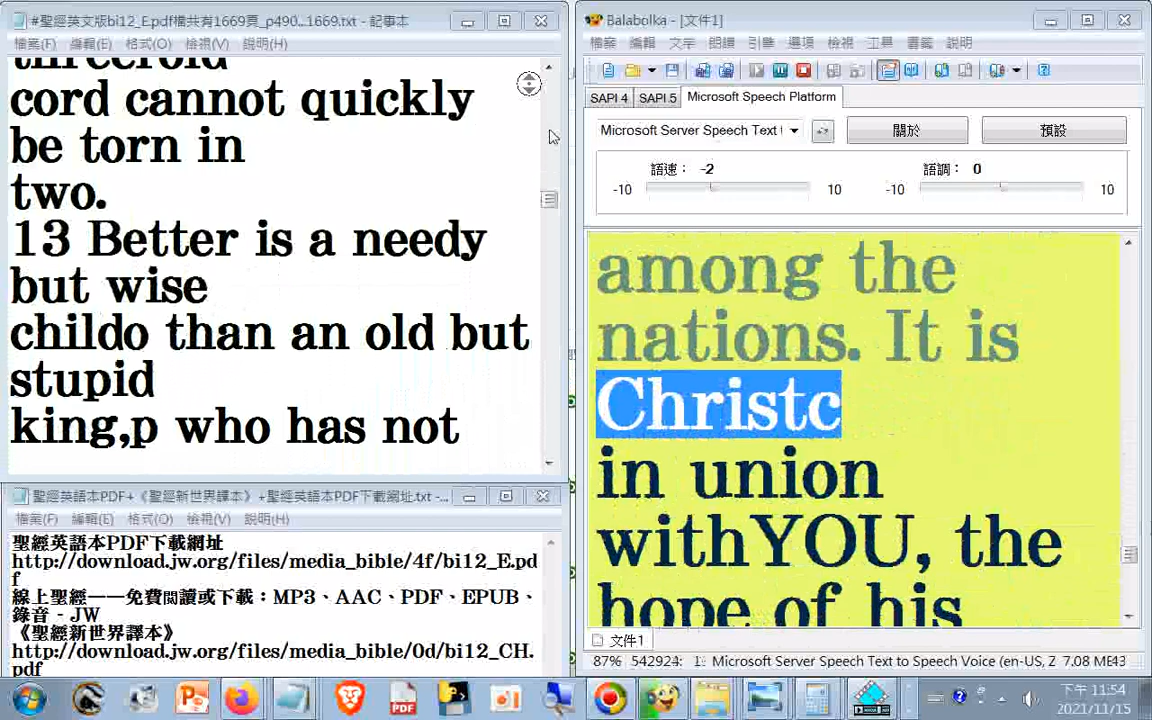 #聖經英文版bi12_E.pdf檔共有1669頁_p490...1669.txt - 記事本
檔案(F) 編輯(E) 格式(O) 檢視(V) 說明(H)
threefold
cord cannot quickly
be torn in
two.
13 Better is a needy
but wise
childo than an old but
stupid
king,p who has not
聖經英語本PDF+《聖經新世界譯本》+聖經英語本PDF下載網址.txt - ...
檔案(F) 編輯(E) 格式(O) 檢視(V) 說明(H)
聖經英語本PDF下載網址
http://download.jw.org/files/media_bible/4f/bi12_E.pd
f
線上聖經——免費閱讀或下載：MP3、AAC、PDF、EPUB、
錄音 - JW
《聖經新世界譯本》
http://download.jw.org/files/media_bible/0d/bi12_CH.
pdf
Balabolka - [文件1]
檔案 編輯 文字 朗讀 引擎 選項 檢視 工具 書籤 說明
SAPI 4 SAPI 5 Microsoft Speech Platform
Microsoft Server Speech Text 關於 預設
語速： -2 語調： 0
-10 10 -10 10
among the
nations. It is
Christc
in union
withYOU, the
hope of his
文件1
87% 542924: Microsoft Server Speech Text to Speech Voice (en-US, Z 7.08 ME43
下午 11:54
2021/11/15